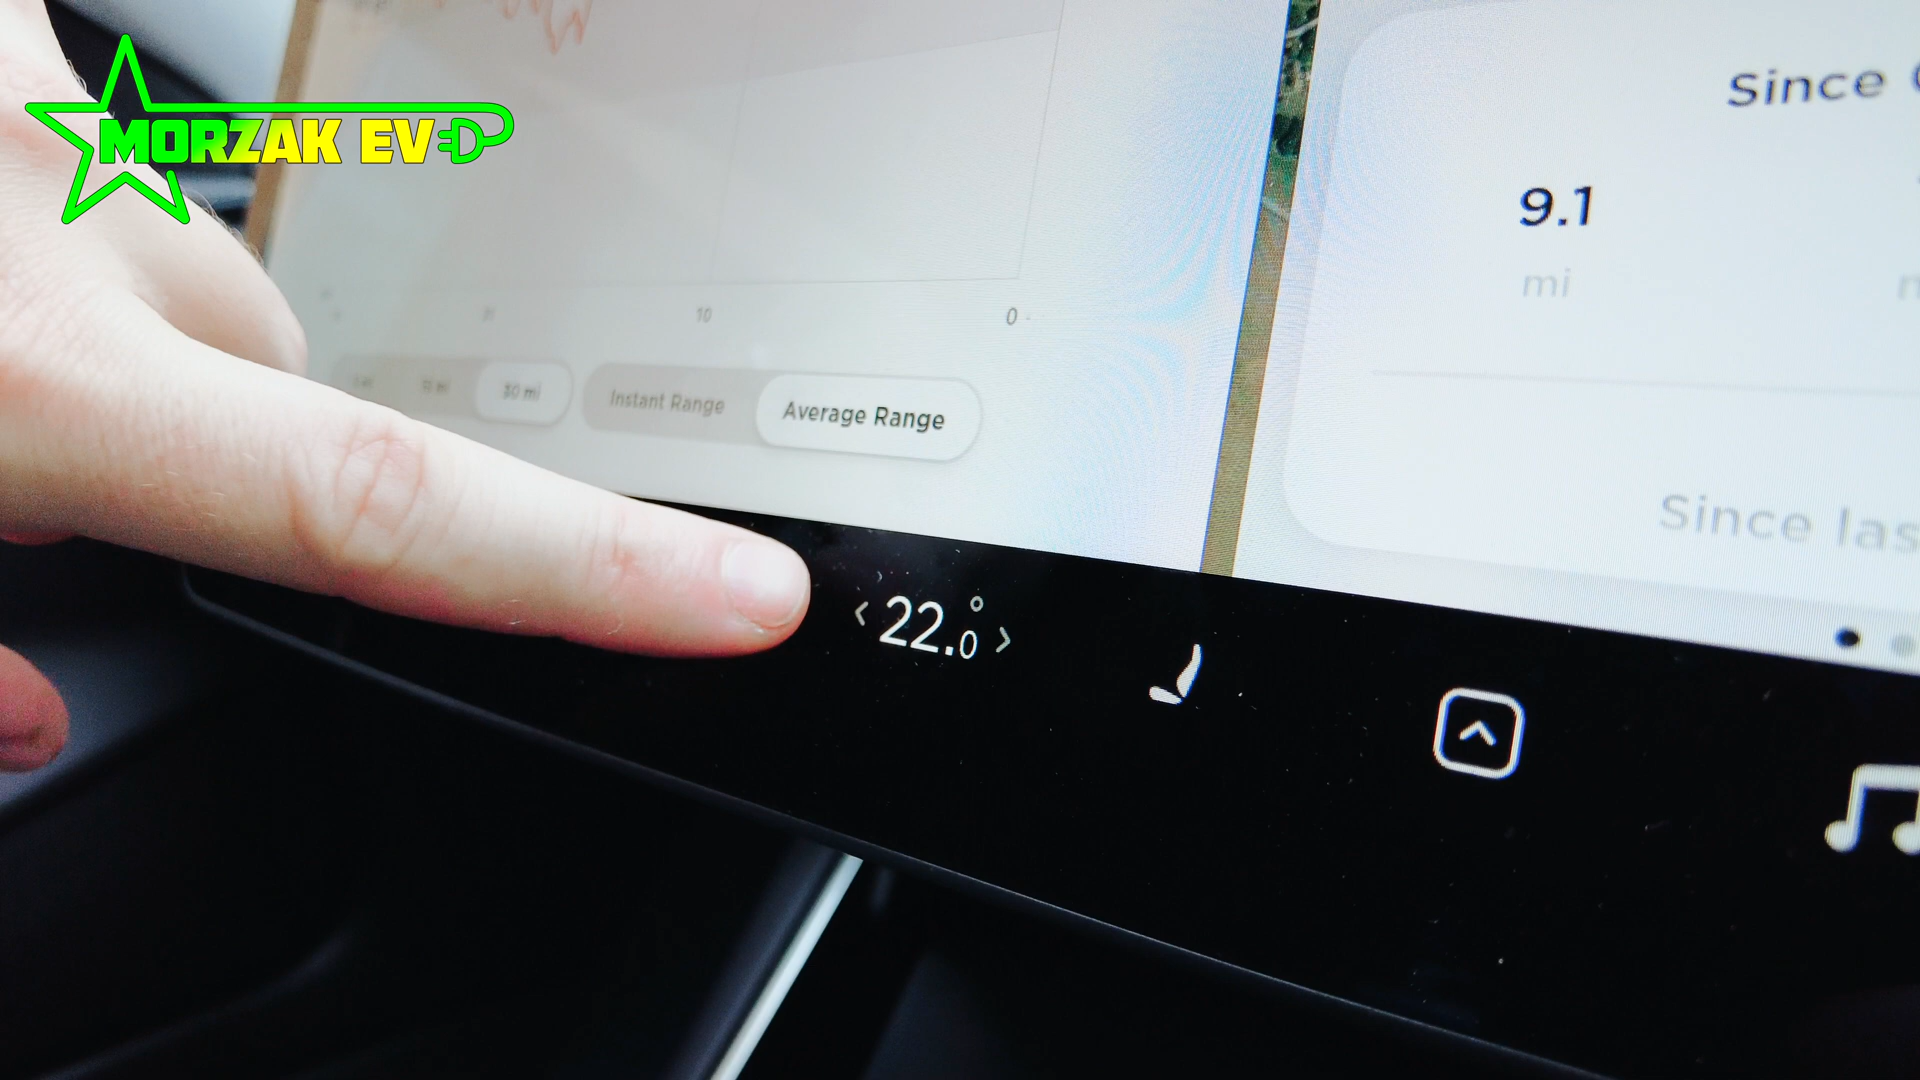 MORZAK EV
Since
9.1
mi
10
0
30 mi
Instant Range
Average Range
Since las
< 22.0° >